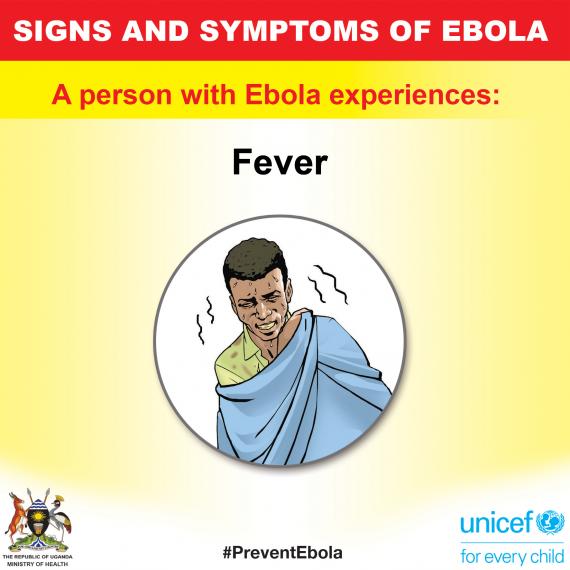 SIGNS AND SYMPTOMS OF EBOLA
A person with Ebola experiences:
Fever
THE REPUBLIC OF UGANDA
MINISTRY OF HEALTH
#PreventEbola
unicef
for every child